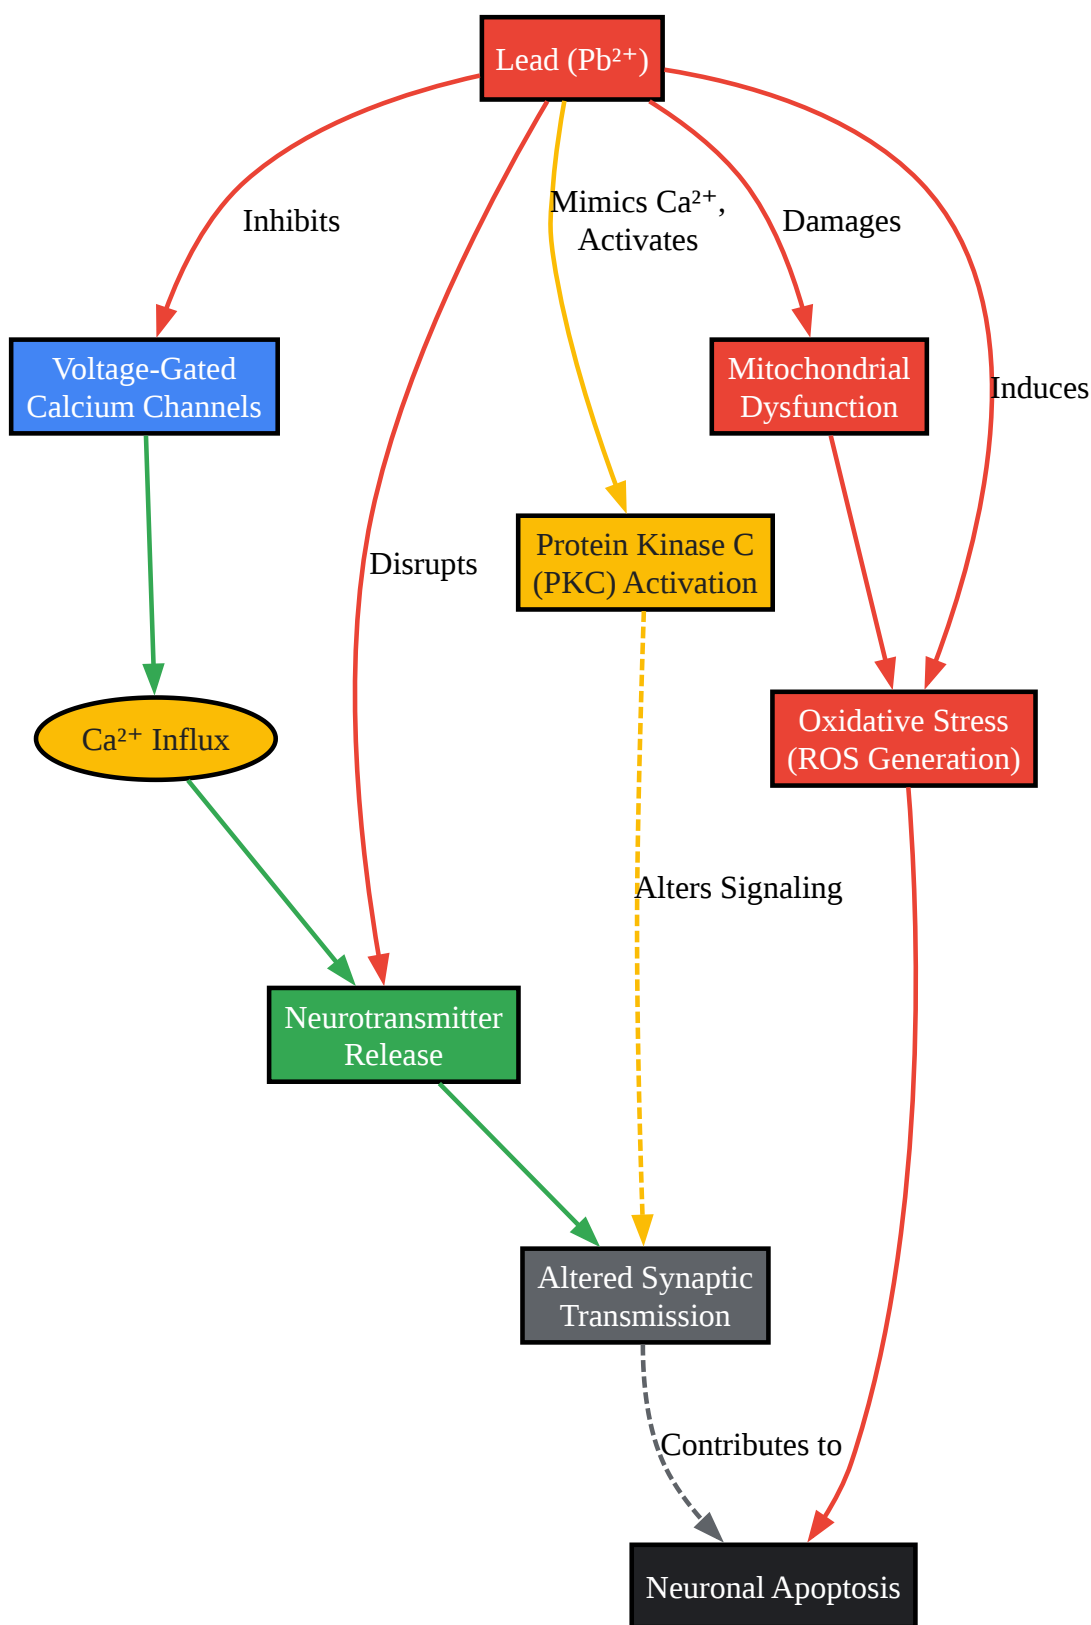 Lead (Pb²⁺)
Inhibits
Mimics Ca²⁺,
Activates
Damages
Voltage-Gated
Calcium Channels
Mitochondrial
Dysfunction
Induces
Disrupts
Protein Kinase C
(PKC) Activation
Ca²⁺ Influx
Oxidative Stress
(ROS Generation)
Alters Signaling
Neurotransmitter
Release
Altered Synaptic
Transmission
Contributes to
Neuronal Apoptosis